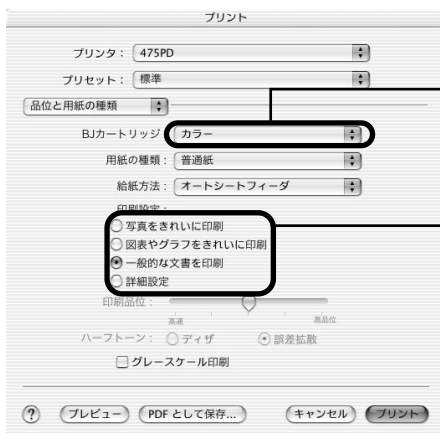 プリント
プリンタ： 475PD
プリセット： 標準
品位と用紙の種類
BJカートリッジ： カラー
用紙の種類： 普通紙
給紙方法： オートシートフィーダ
印刷設定：
写真をきれいに印刷
図表やグラフをきれいに印刷
一般的な文書を印刷
詳細設定
印刷品位：
高速 高品位
ハーフトーン： ディザ 誤差拡散
グレースケール印刷
? プレビュー PDF として保存... キャンセル プリント